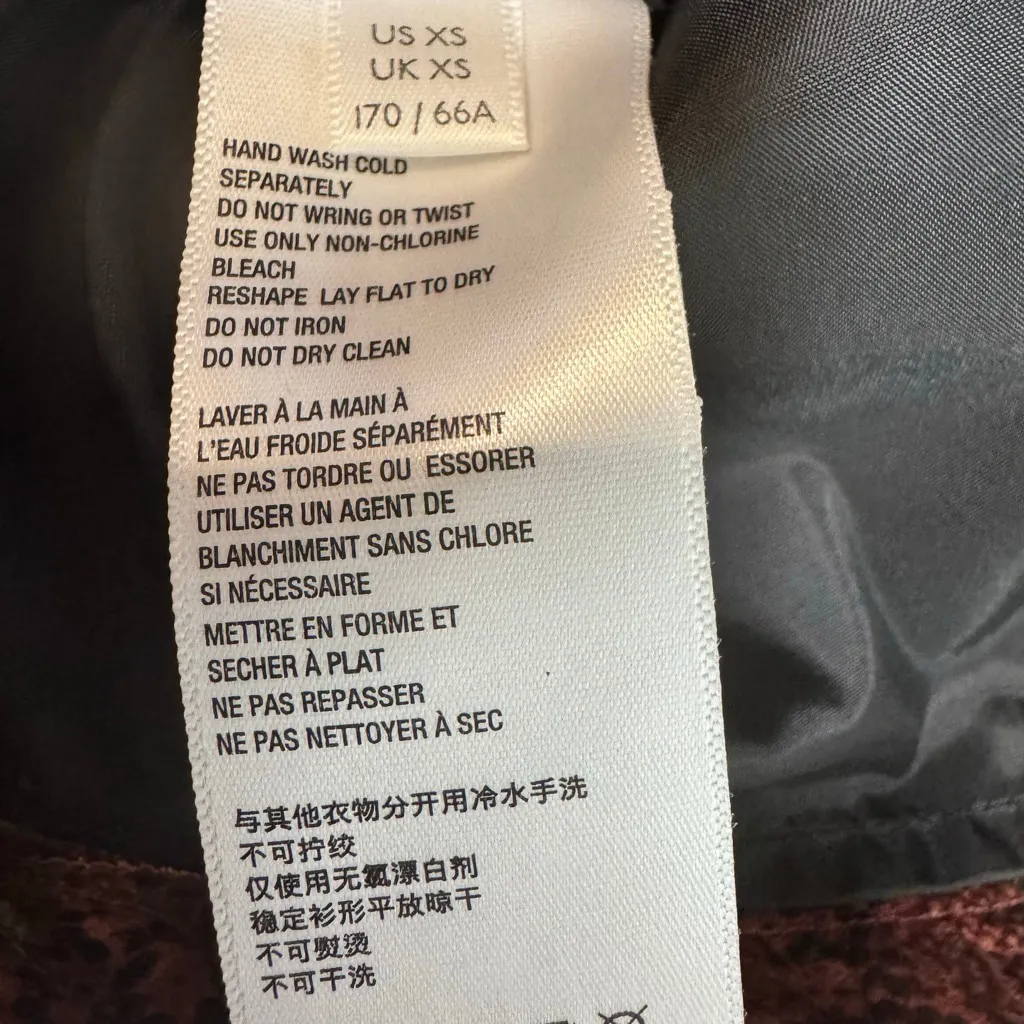 US XS
UK XS
170 / 66A
HAND WASH COLD
SEPARATELY
DO NOT WRING OR TWIST
USE ONLY NON-CHLORINE
BLEACH
RESHAPE LAY FLAT TO DRY
DO NOT IRON
DO NOT DRY CLEAN
LAVER À LA MAIN À
L'EAU FROIDE SÉPARÉMENT
NE PAS TORDRE OU ESSORER
UTILISER UN AGENT DE
BLANCHIMENT SANS CHLORE
SI NÉCESSAIRE
METTRE EN FORME ET
SECHER À PLAT
NE PAS REPASSER
NE PAS NETTOYER À SEC
与其他衣物分开用冷水手洗
不可拧绞
仅使用无氯漂白剂
稳定衫形平放晾干
不可熨烫
不可干洗